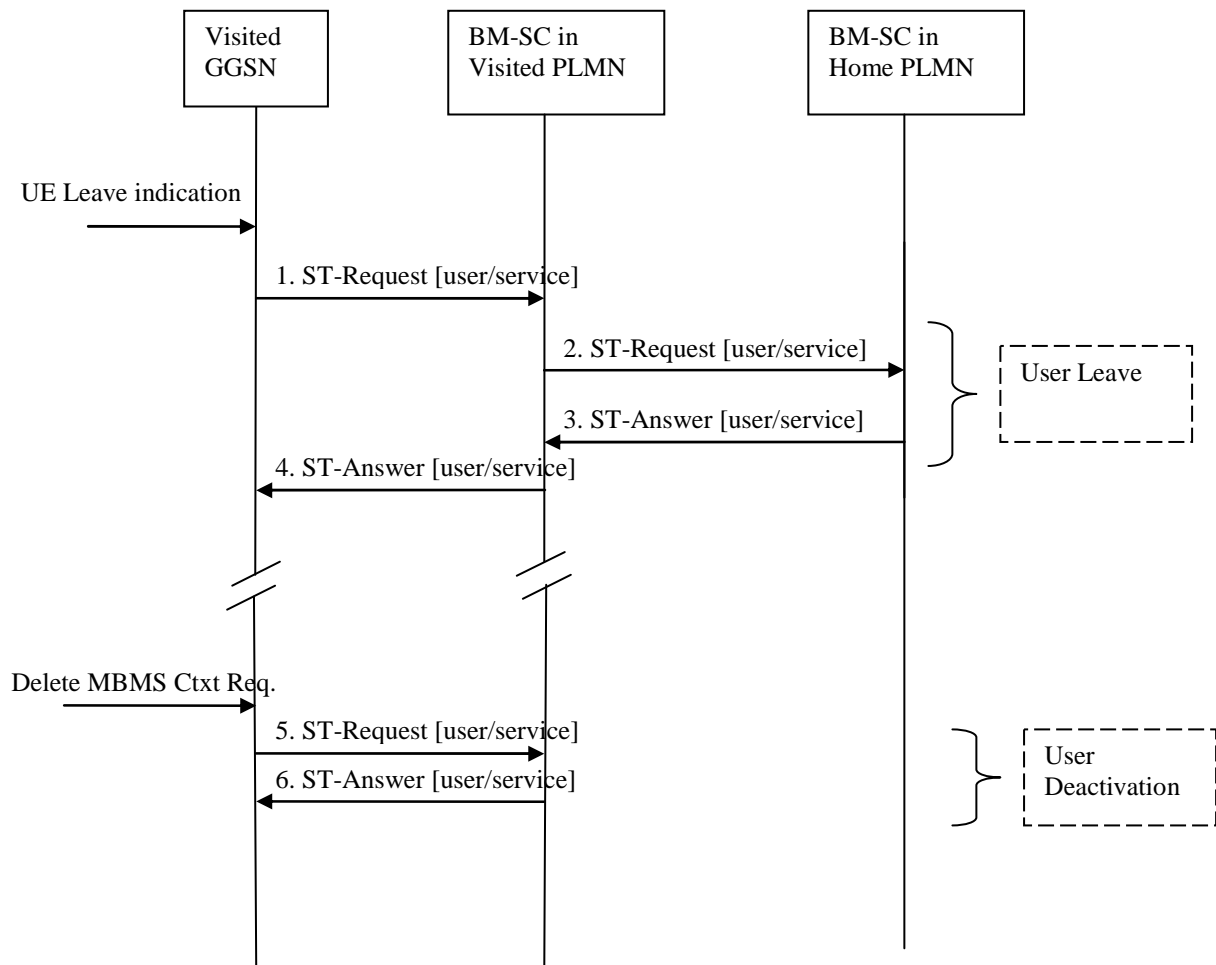 Visited
GGSN
BM-SC in
Visited PLMN
BM-SC in
Home PLMN
UE Leave indication
1. ST-Request [user/service]
2. ST-Request [user/service]
User Leave
3. ST-Answer [user/service]
4. ST-Answer [user/service]
Delete MBMS Ctxt Req.
5. ST-Request [user/service]
6. ST-Answer [user/service]
User
Deactivation